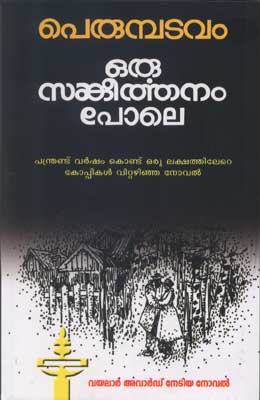 പെരുമ്പടവം
ഒരു
സങ്കീർത്തനം
പോലെ
പന്ത്രണ്ട് വർഷം കൊണ്ട് ഒരു ലക്ഷത്തിലേറെ
കോപ്പികൾ വിറ്റഴിഞ്ഞ നോവൽ
വയലാർ അവാർഡ് നേടിയ നോവൽ